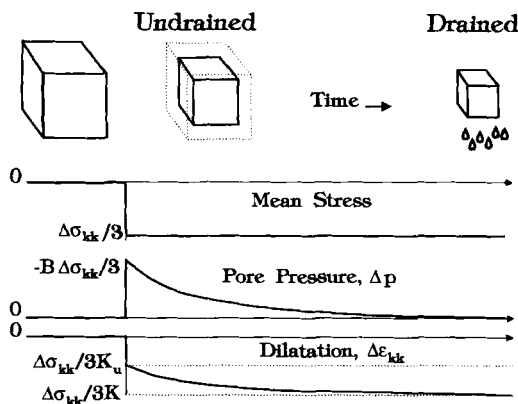 Undrained
Drained
Time →
0
Mean Stress
Δσkk/3
-B Δσkk/3
Pore Pressure, Δp
0
0
Dilatation, Δεkk
Δσkk/3Ku
Δσkk/3K